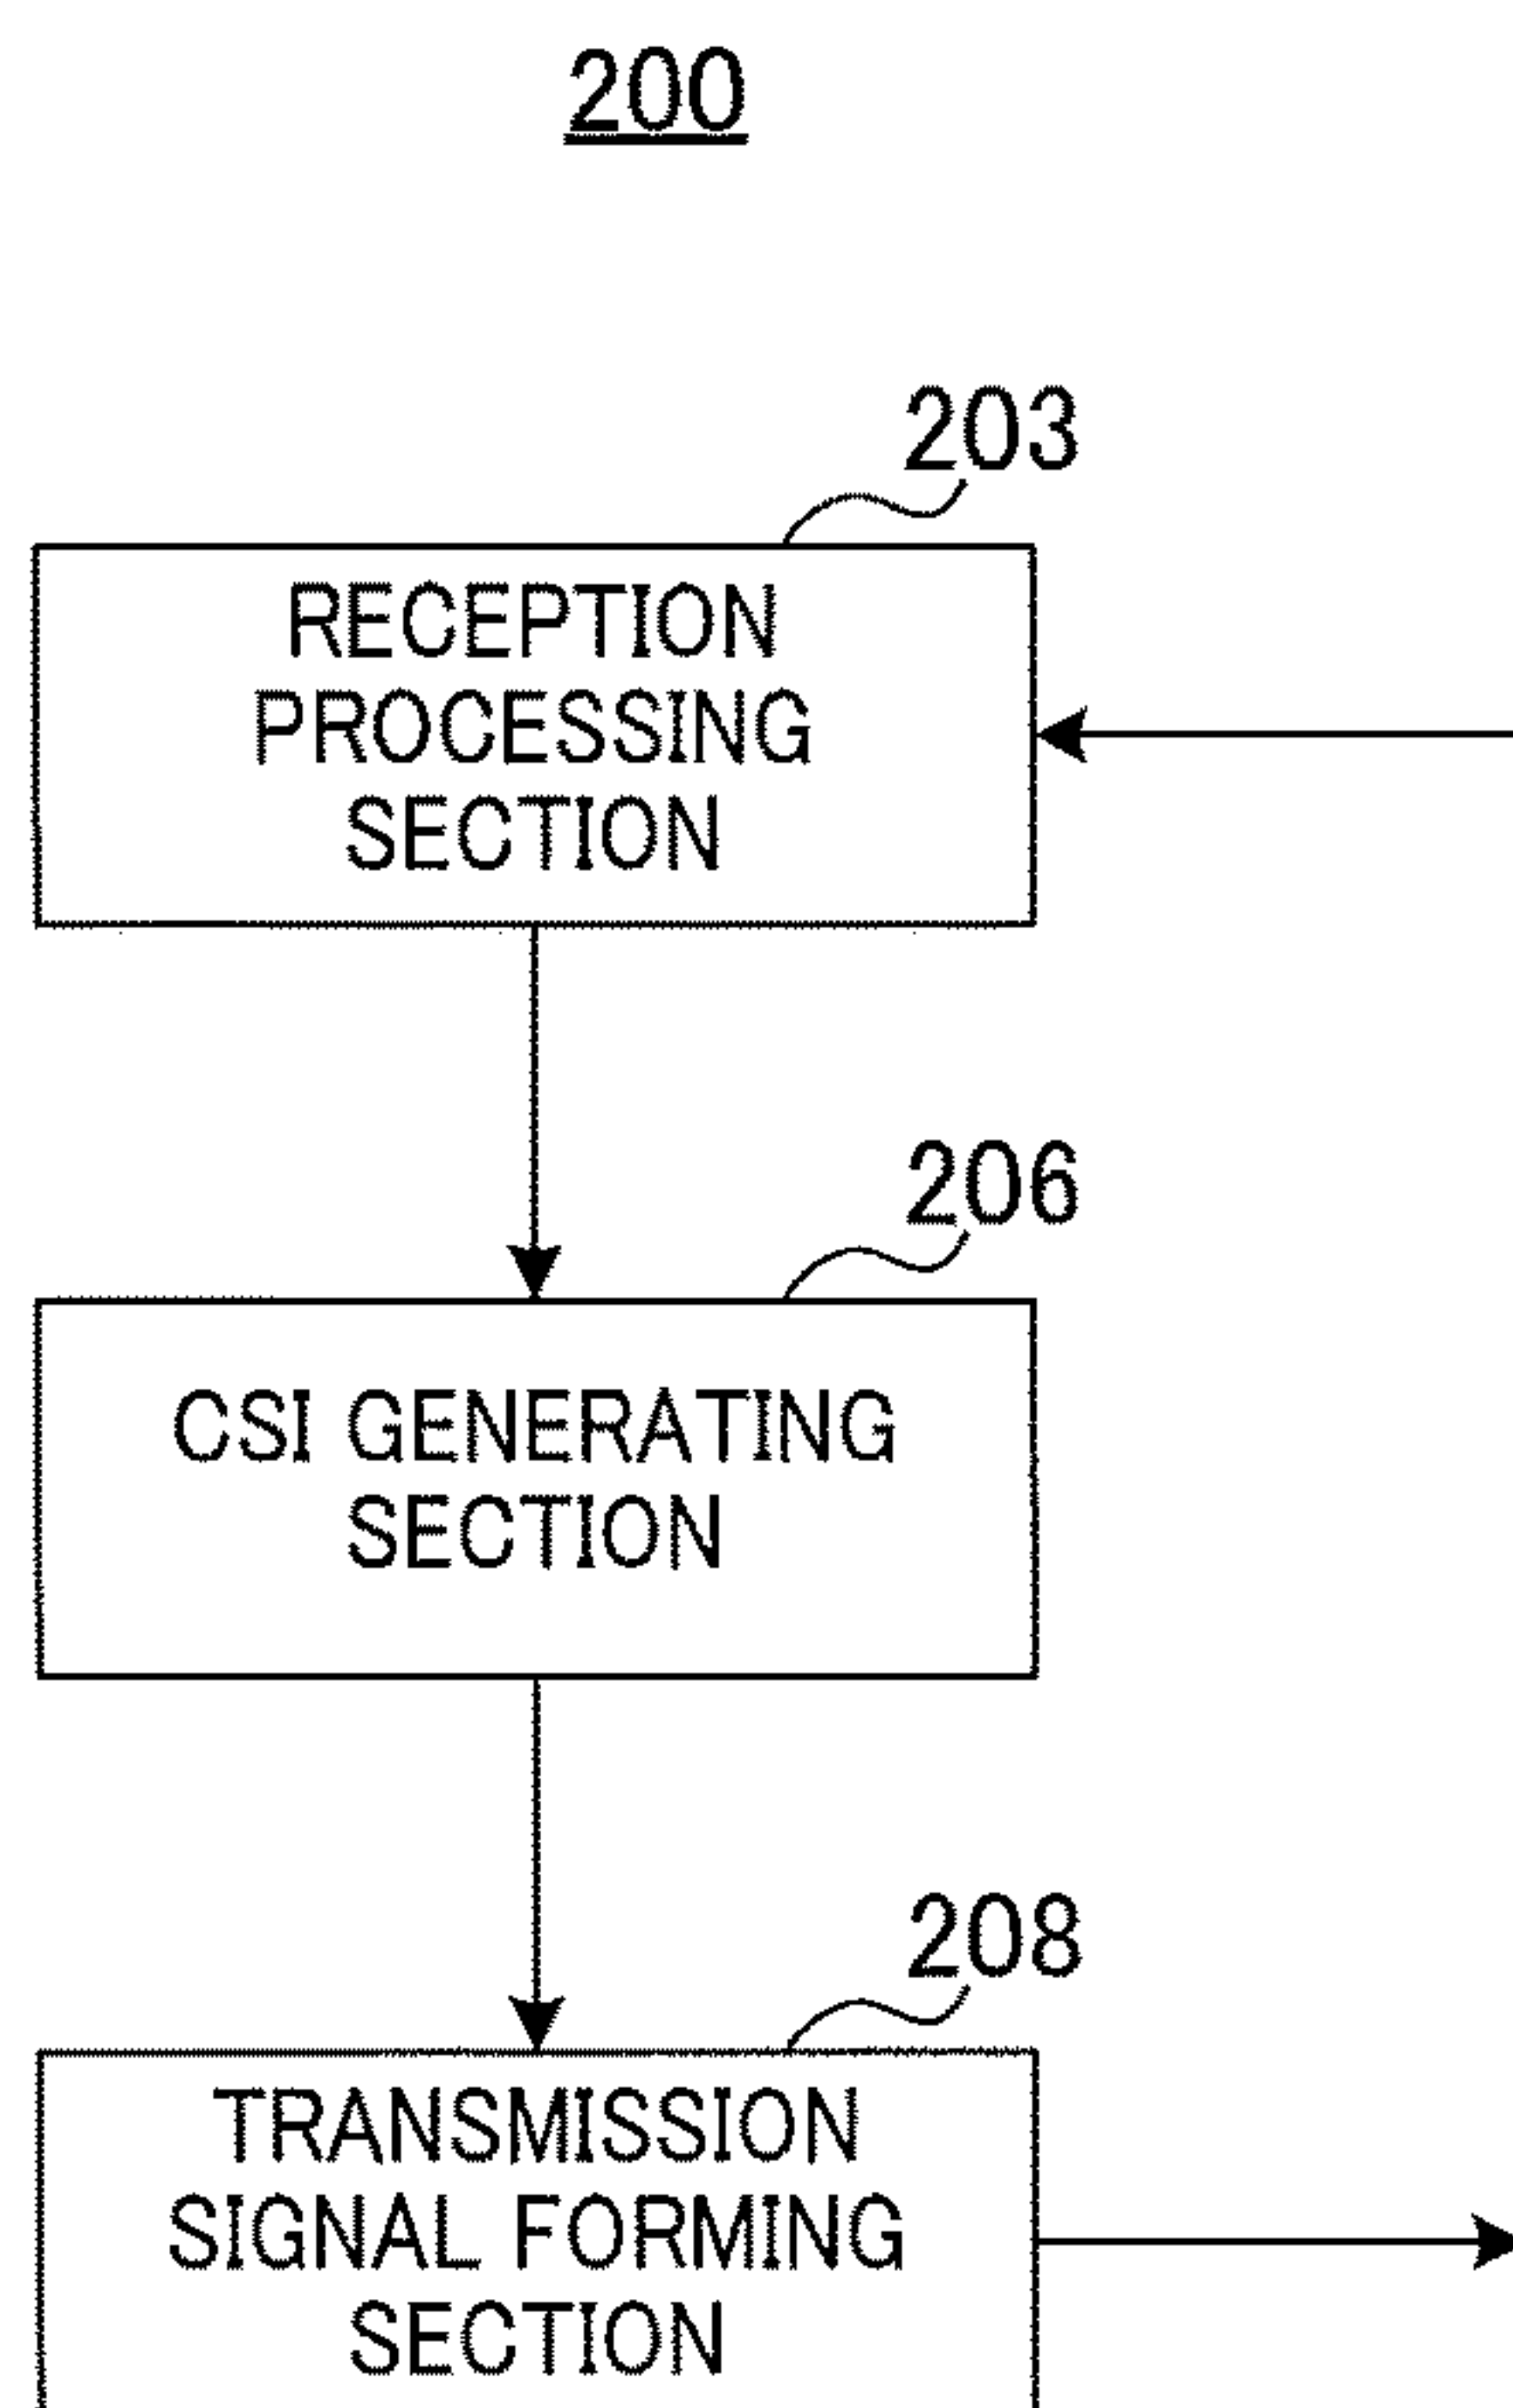 200
203
RECEPTION
PROCESSING
SECTION
206
CSI GENERATING
SECTION
208
TRANSMISSION
SIGNAL FORMING
SECTION